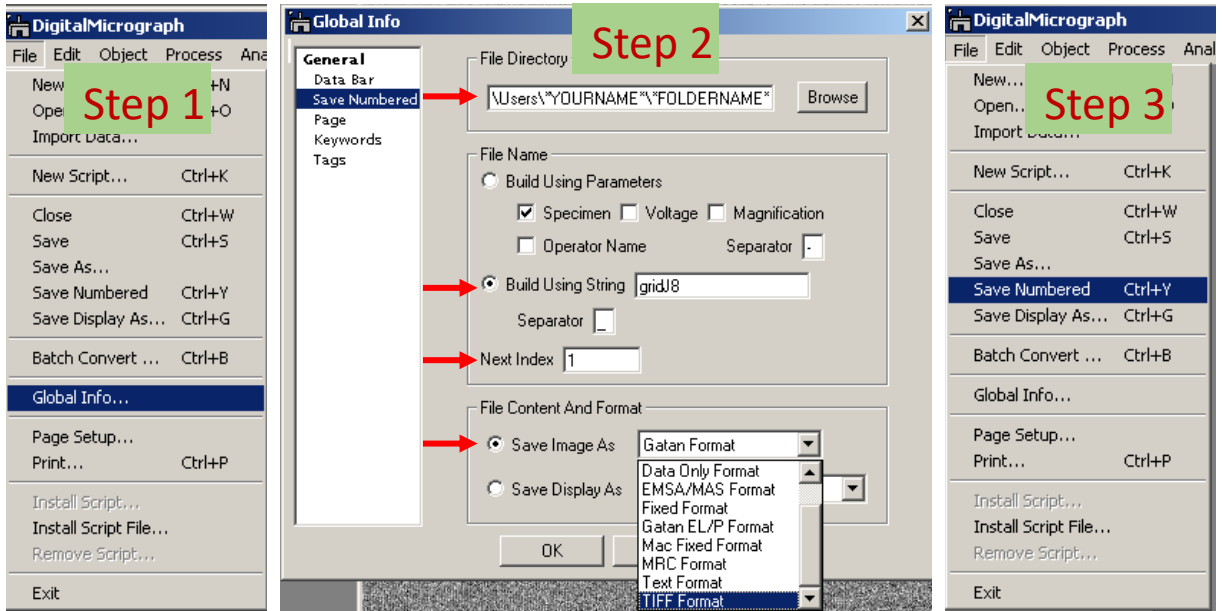 DigitalMicrograph
File Edit Object Process Ana
Step 1
New +N
Ope +O
Import Data...
New Script... Ctrl+K
Close Ctrl+W
Save Ctrl+S
Save As...
Save Numbered Ctrl+Y
Save Display As... Ctrl+G
Batch Convert ... Ctrl+B
Global Info...
Page Setup...
Print... Ctrl+P
Install Script...
Install Script File...
Remove Script...
Exit
Global Info
Step 2
General
Data Bar
Save Numbered
Page
Keywords
Tags
File Directory
\Users\*YOURNAME*\*FOLDERNAME* Browse
File Name
Build Using Parameters
Specimen Voltage Magnification
Operator Name Separator -
Build Using String gridJ8
Separator _
Next Index 1
File Content And Format
Save Image As Gatan Format
Save Display As
Data Only Format
EMSA/MAS Format
Fixed Format
Gatan EL/P Format
Mac Fixed Format
MRC Format
Text Format
TIFF Format
OK
DigitalMicrograph
File Edit Object Process Anal
Step 3
New...
Open..
Import
New Script... Ctrl+K
Close Ctrl+W
Save Ctrl+S
Save As...
Save Numbered Ctrl+Y
Save Display As... Ctrl+G
Batch Convert ... Ctrl+B
Global Info...
Page Setup...
Print... Ctrl+P
Install Script...
Install Script File...
Remove Script...
Exit